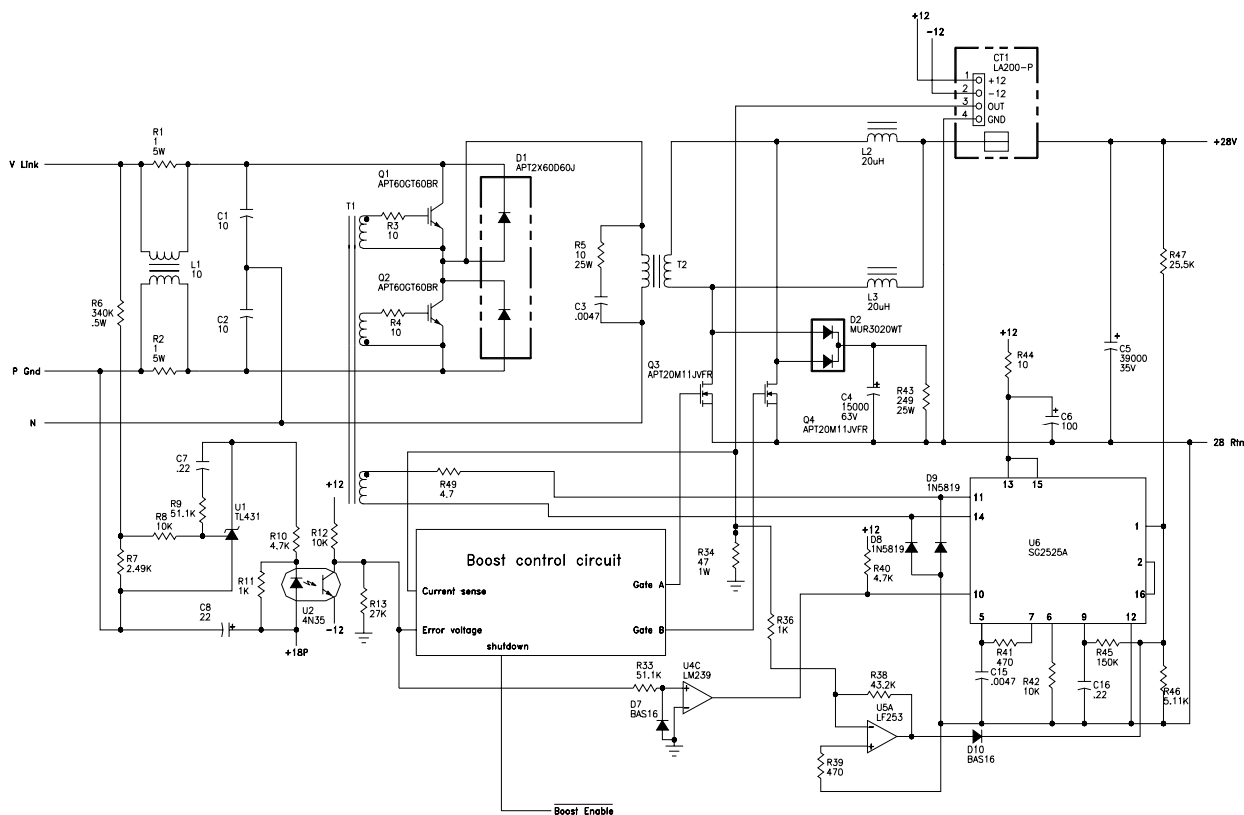 +12
-12
CT1
LA200-P
1
+12
2
-12
3
OUT
4
GND
R1
1
5W
V Link
D1
APT2X60D60J
Q1
APT60GT60BR
L2
20uH
+28V
T1
C1
10
R3
10
R5
10
25W
R47
25.5K
L1
10
T2
Q2
APT60GT60BR
R6
340K
.5W
L3
20uH
C3
.0047
C2
10
R4
10
D2
MUR3020WT
+12
R2
1
5W
R44
10
C5
39000
35V
P Gnd
Q3
APT20M11JVFR
C4
15000
63V
R43
249
25W
C6
100
N
Q4
APT20M11JVFR
28 Rtn
C7
.22
+12
R49
4.7
D9
1N5819
13
15
11
R9
51.1K
U1
TL431
R8
10K
14
+12
1
R10
4.7K
R12
10K
D8
1N5819
U6
SG2525A
R7
2.49K
Boost control circuit
R34
47
1W
2
R40
4.7K
R11
1K
Gate A
Current sense
10
16
U2
4N35
R13
27K
C8
22
-12
Error voltage
Gate B
5
7
6
9
12
R36
1K
+18P
shutdown
R41
470
R45
150K
R33
51.1K
U4C
LM239
R38
43.2K
C15
.0047
R42
10K
C16
.22
R46
5.11K
D7
BAS16
U5A
LF253
D10
BAS16
R39
470
Boost Enable